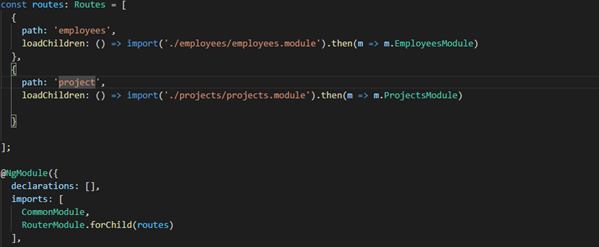 const routes: Routes = [
{
path: 'employees',
loadChildren: () => import('./employees/employees.module').then(m => m.EmployeesModule)
},
{
path: 'project',
loadChildren: () => import('./projects/projects.module').then(m => m.ProjectsModule)
}
];
@NgModule({
declarations: [],
imports: [
CommonModule,
RouterModule.forChild(routes)
],